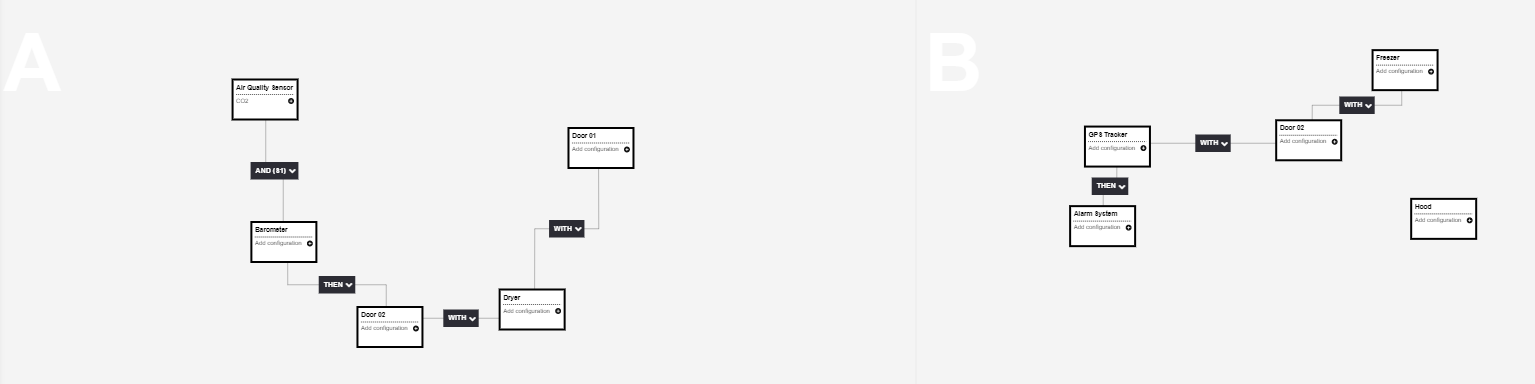 A
Air Quality Sensor
CO2
AND (S1)
Barometer
Add configuration
THEN
Door 02
Add configuration
WITH
Dryer
Add configuration
WITH
Door 01
Add configuration
B
Freezer
Add configuration
WITH
Door 02
Add configuration
WITH
GPS Tracker
Add configuration
THEN
Alarm System
Add configuration
Hood
Add configuration